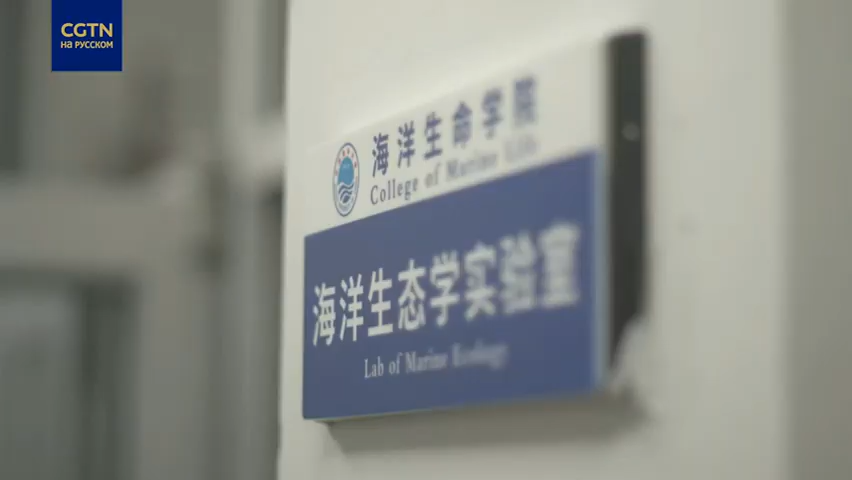 CGTN
НА РУССКОМ
海洋生命学院
College of Marine Life
海洋生态学实验室
Lab of Marine Ecology